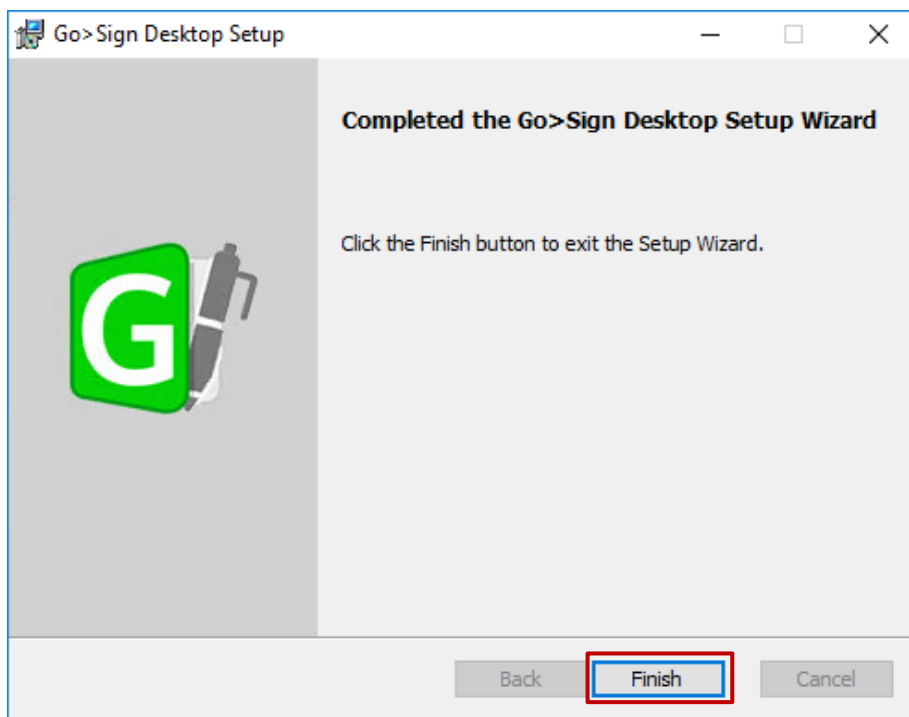 Go>Sign Desktop Setup
Completed the Go>Sign Desktop Setup Wizard
Click the Finish button to exit the Setup Wizard.
G
Back Finish Cancel